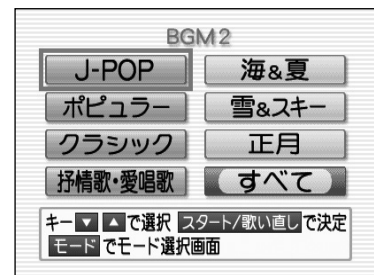 BGM2
J-POP
海&夏
ポピュラー
雪&スキー
クラシック
正月
抒情歌・愛唱歌
すべて
キー▼▲で選択 スタート/歌い直しで決定
モードでモード選択画面